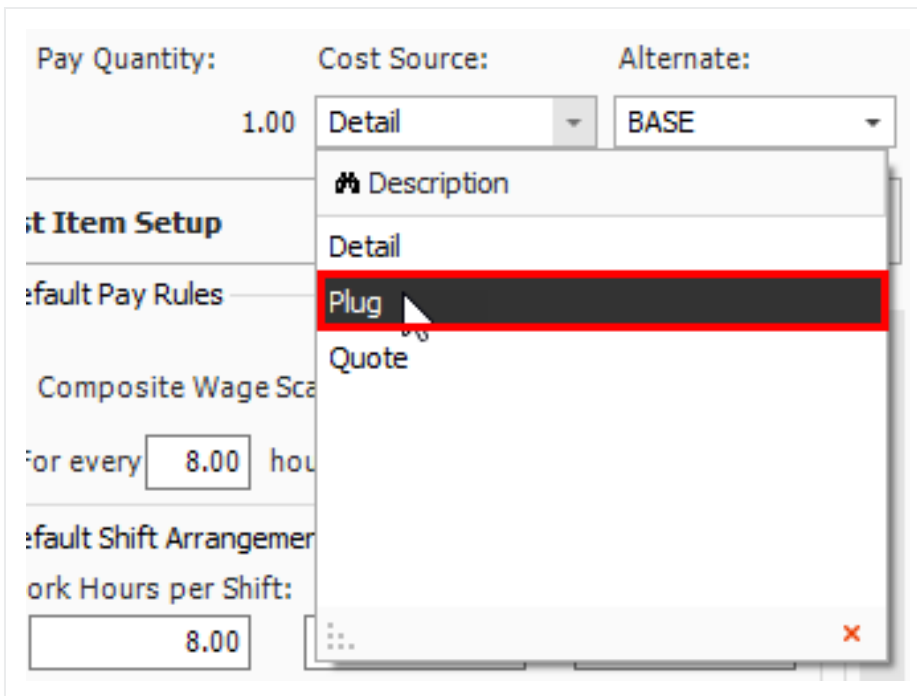 Pay Quantity: Cost Source: Alternate:
1.00 Detail BASE
Description
st Item Setup
Detail
efault Pay Rules
Plug
Quote
Composite Wage Sca
For every 8.00 hou
efault Shift Arrangemen
ork Hours per Shift:
8.00